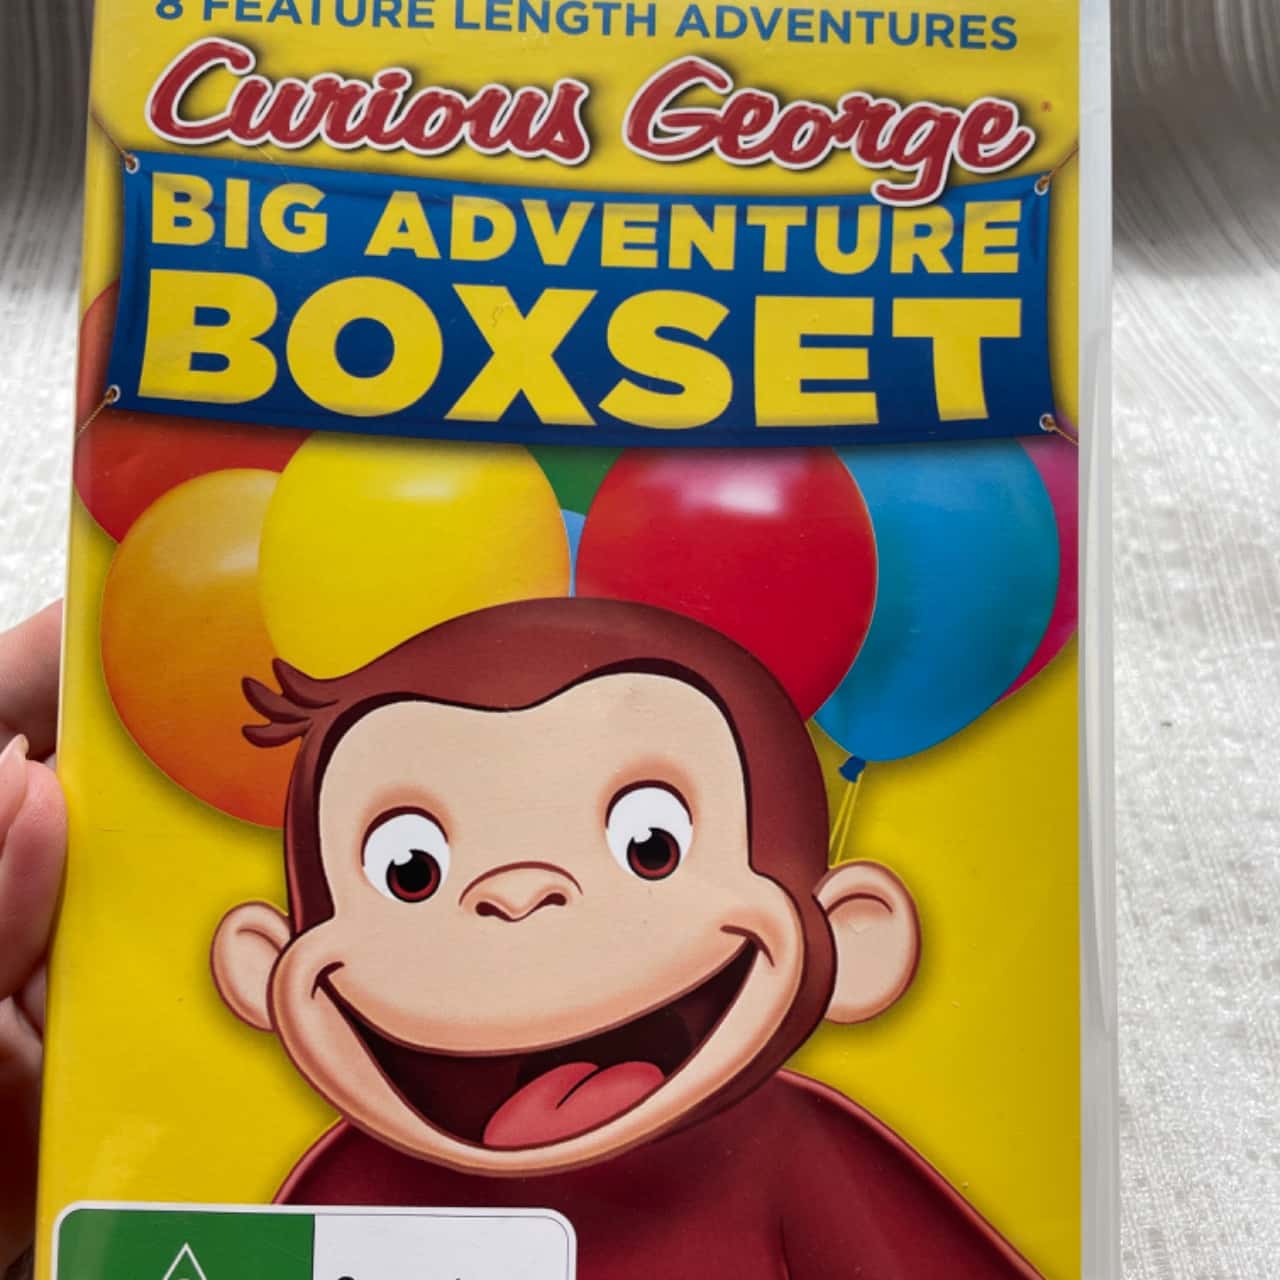 8 FEATURE LENGTH ADVENTURES
Curious George
BIG ADVENTURE
BOXSET